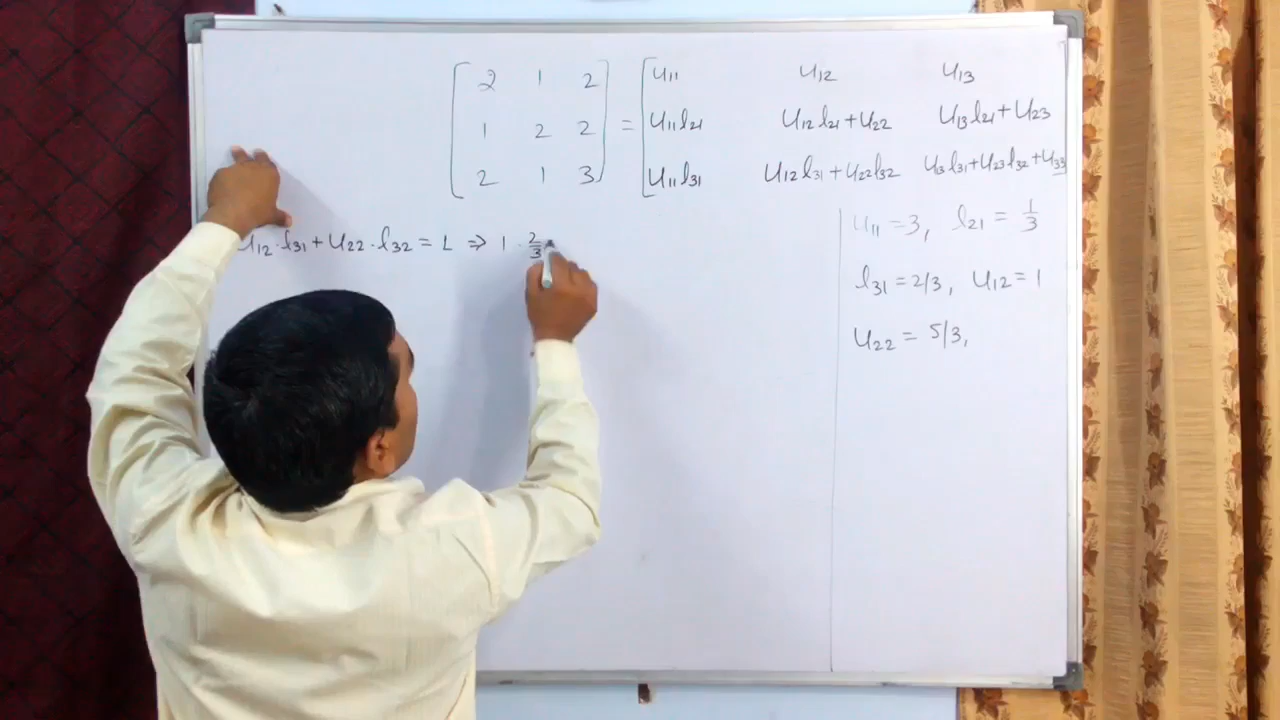 [2 1 2] = [u11 u12 u13]
[1 2 2] [u11l21 u12l21+u22 u13l21+u23]
[2 1 3] [u11l31 u12l31+u22l32 u13l31+u23l32+u33]
u12·l31+u22·l32 = 1 ⇒ 1·2/3
u11 = 3, l21 = 1/3
l31 = 2/3, u12 = 1
u22 = 5/3,